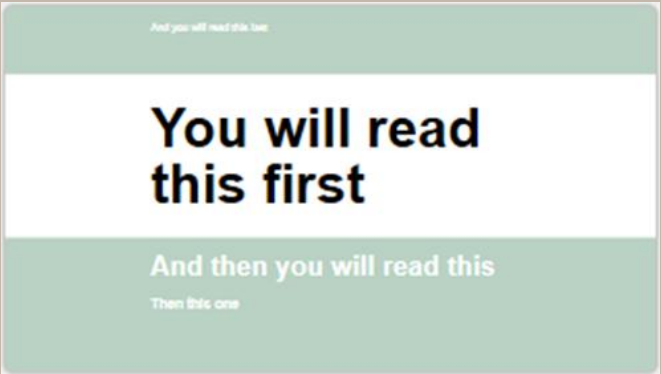 And you will read this last
You will read
this first
And then you will read this
Then this one